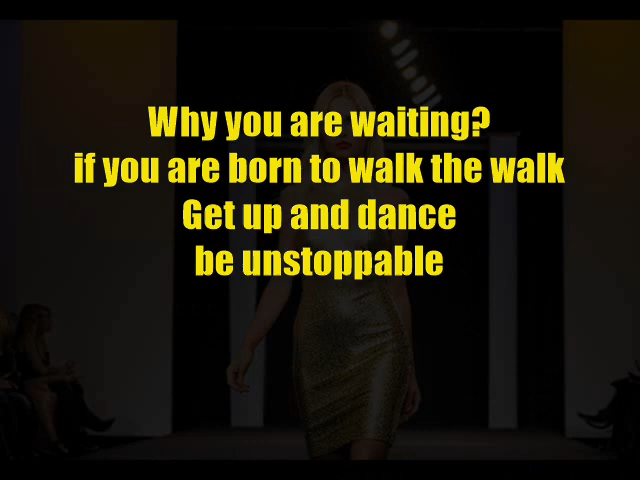 Why you are waiting?
if you are born to walk the walk
Get up and dance
be unstoppable